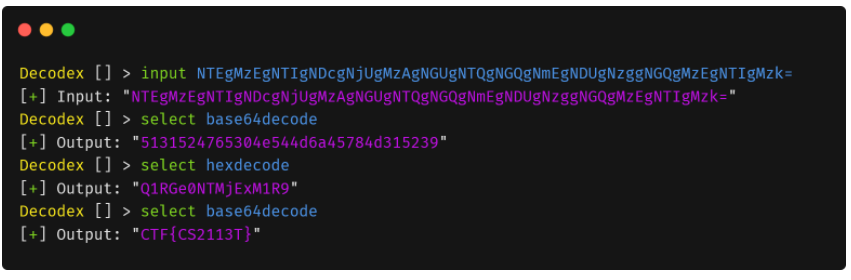 Decodex [] > input NTEgMzEgNTIgNDcgNjUgMzAgNGUgNTQgNGQgNmEgNDUgNzggNGQgMzEgNTIgMzk=
[+] Input: "NTEgMzEgNTIgNDcgNjUgMzAgNGUgNTQgNGQgNmEgNDUgNzggNGQgMzEgNTIgMzk="
Decodex [] > select base64decode
[+] Output: "5131524765304e544d6a45784d315239"
Decodex [] > select hexdecode
[+] Output: "Q1RGe0NTMjExM1R9"
Decodex [] > select base64decode
[+] Output: "CTF{CS2113T}"